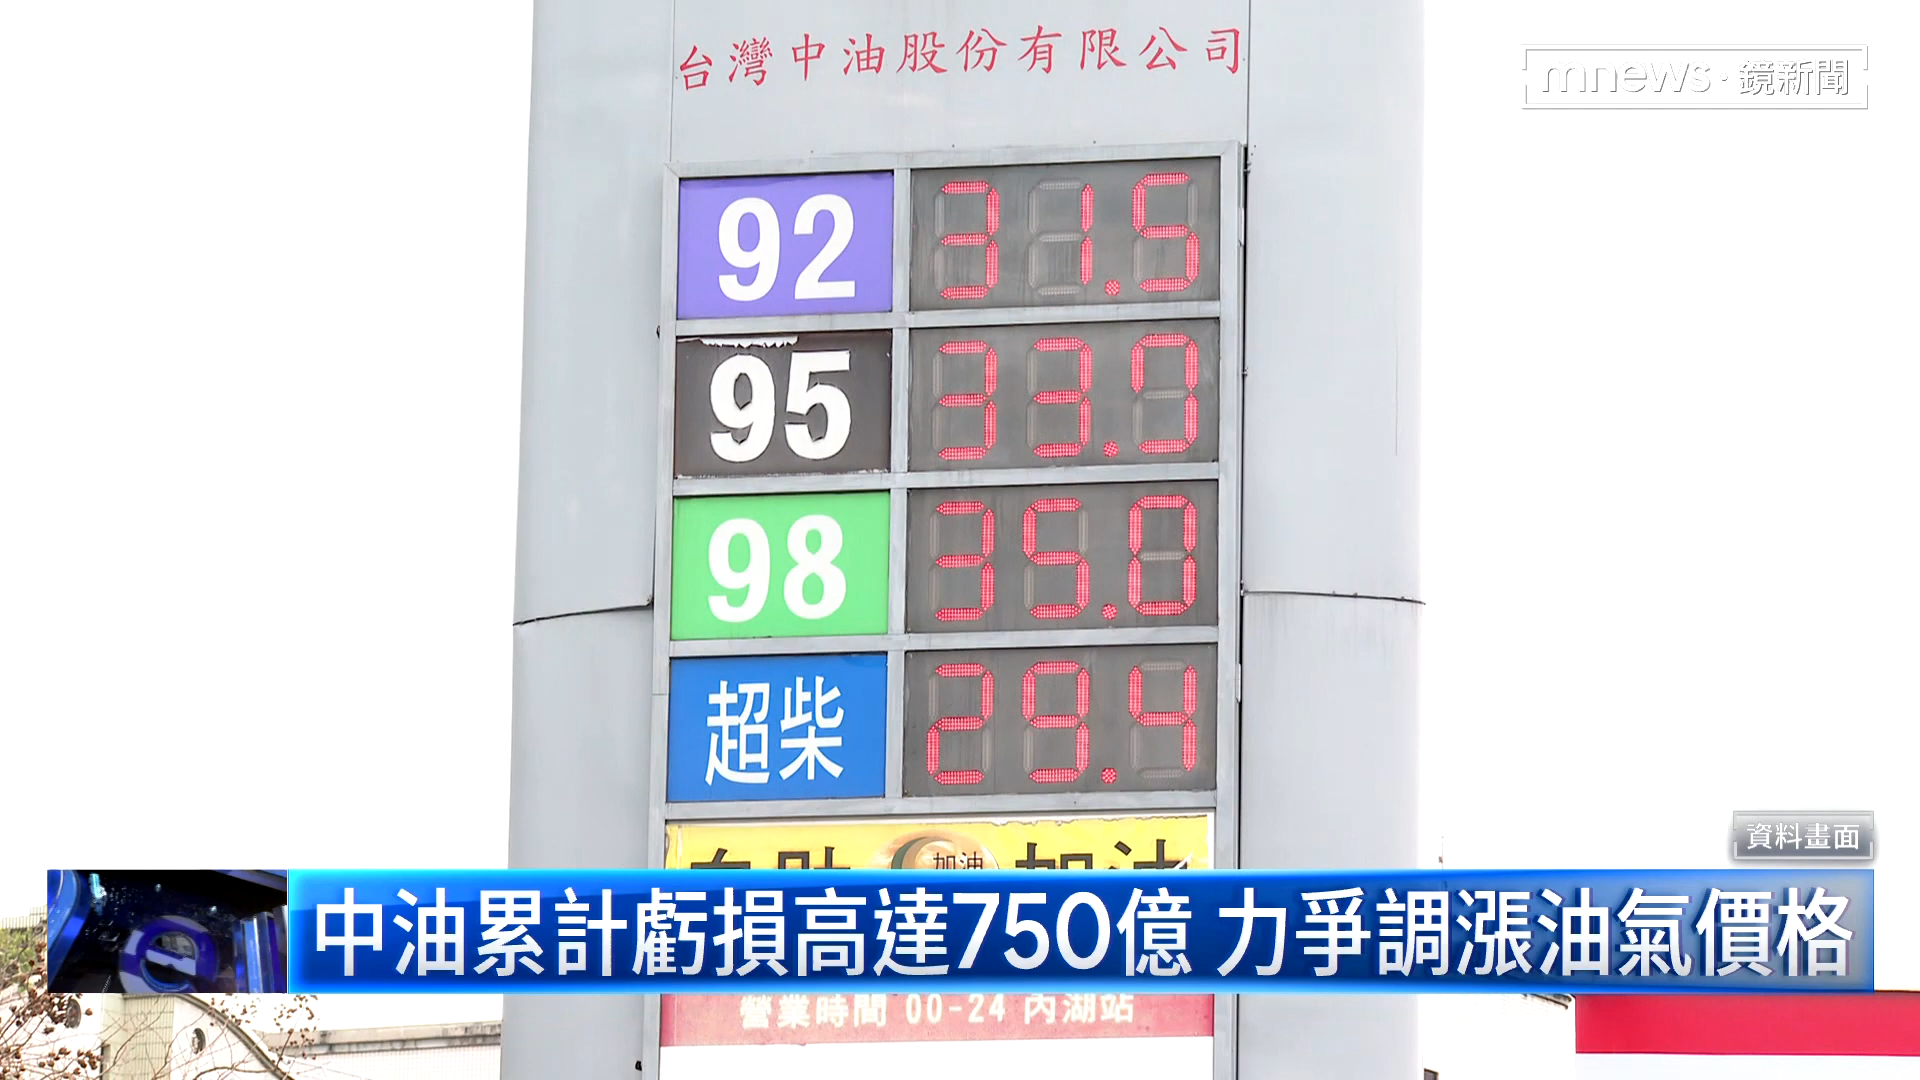 台灣中油股份有限公司
mnews·鏡新聞
92 31.5
95 33.0
98 35.0
超柴 29.4
加油
資料畫面
中油累計虧損高達750億 力爭調漲油氣價格
營業時間 00-24 內湖站